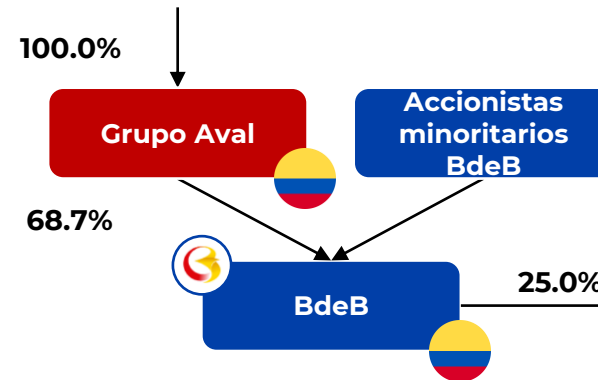 100.0%
Grupo Aval
Accionistas
minoritarios
BdeB
68.7%
25.0%
BdeB